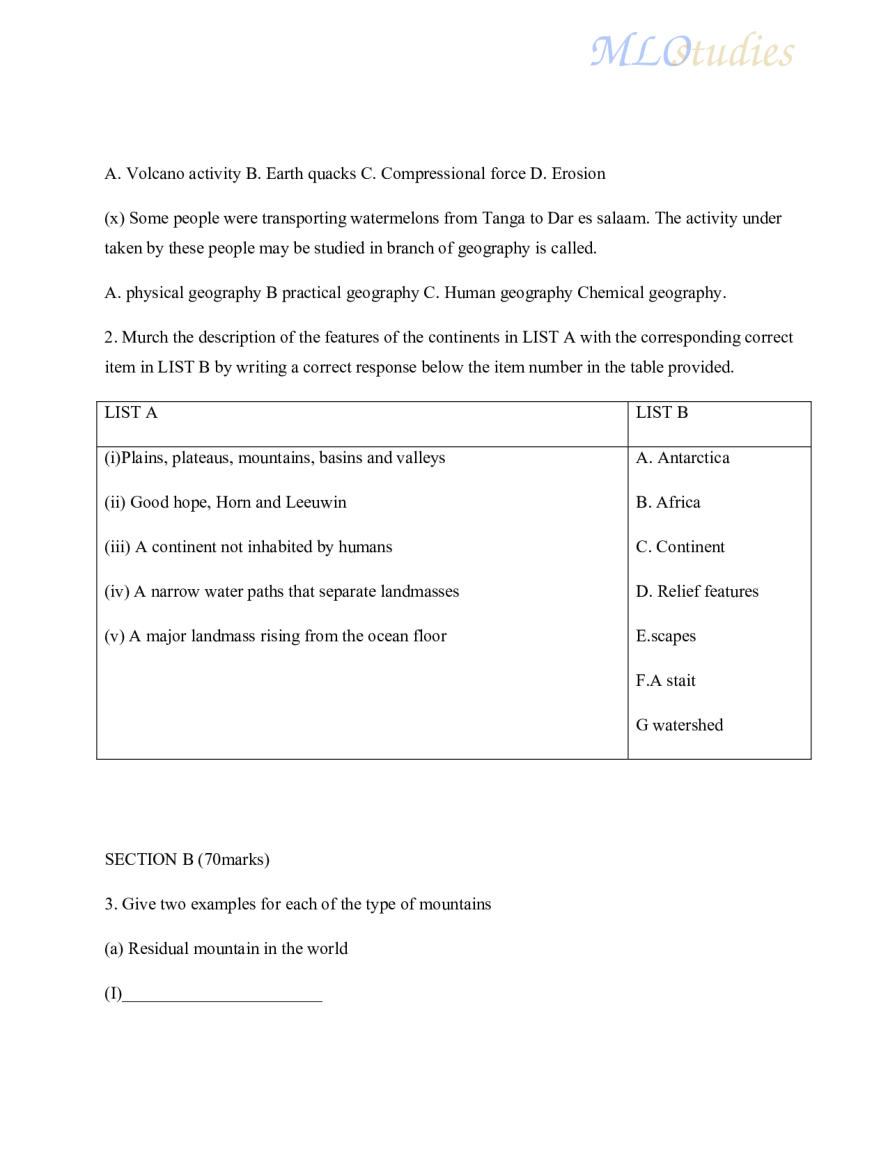 MLOstudies
A. Volcano activity B. Earth quacks C. Compressional force D. Erosion
(x) Some people were transporting watermelons from Tanga to Dar es salaam. The activity under
taken by these people may be studied in branch of geography is called.
A. physical geography B practical geography C. Human geography Chemical geography.
2. Murch the description of the features of the continents in LIST A with the corresponding correct
item in LIST B by writing a correct response below the item number in the table provided.
LIST A LIST B
(i)Plains, plateaus, mountains, basins and valleys A. Antarctica
(ii) Good hope, Horn and Leeuwin B. Africa
(iii) A continent not inhabited by humans C. Continent
(iv) A narrow water paths that separate landmasses D. Relief features
(v) A major landmass rising from the ocean floor E.scapes
F.A stait
G watershed
SECTION B (70marks)
3. Give two examples for each of the type of mountains
(a) Residual mountain in the world
(I)_______________________